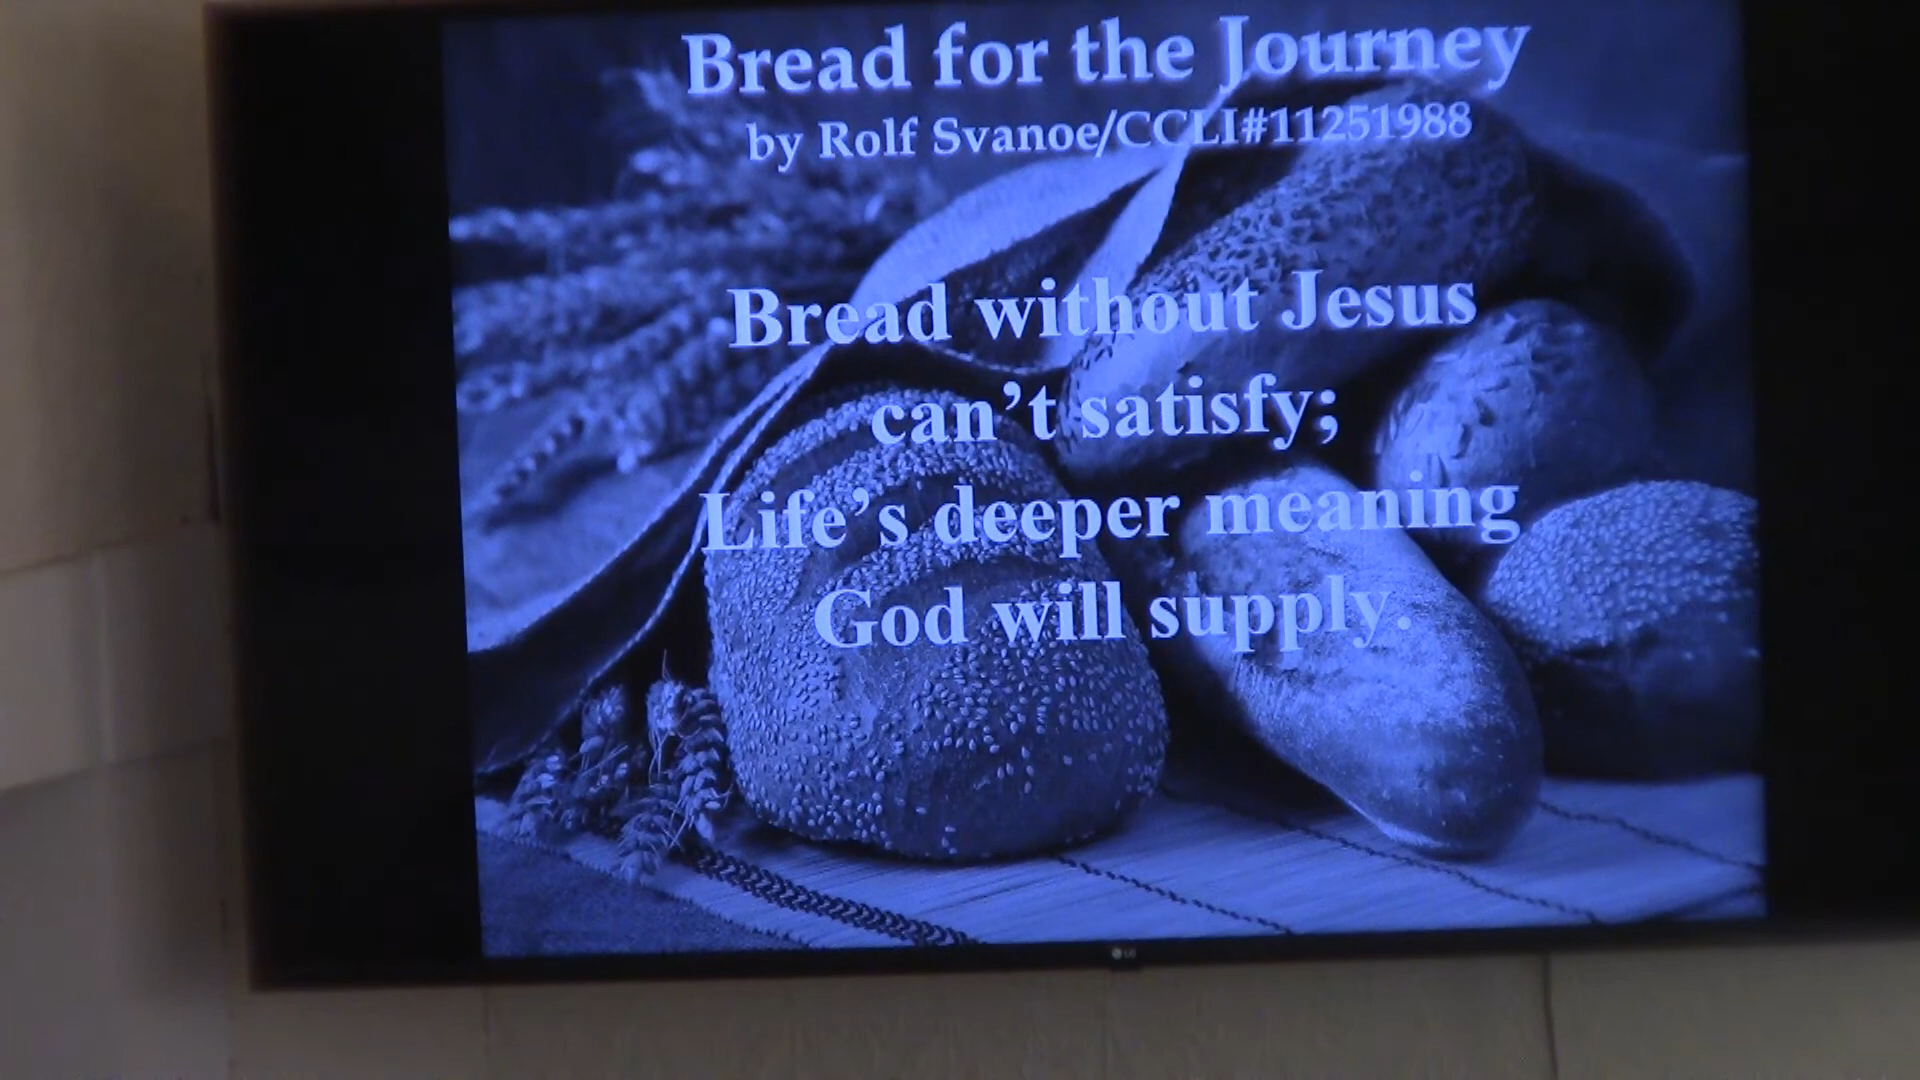 Bread for the Journey
by Rolf Svanoe/CCLI#11251988
Bread without Jesus
can’t satisfy;
Life’s deeper meaning
God will supply.
LG